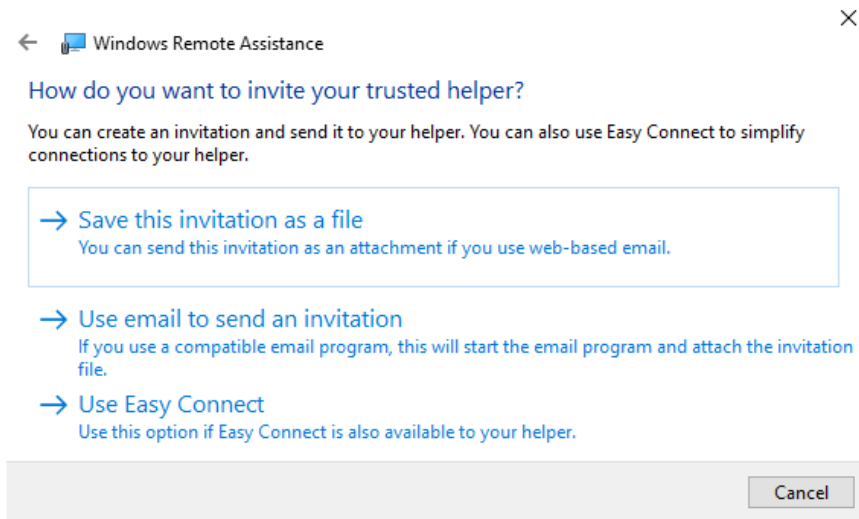 Windows Remote Assistance
How do you want to invite your trusted helper?
You can create an invitation and send it to your helper. You can also use Easy Connect to simplify
connections to your helper.
Save this invitation as a file
You can send this invitation as an attachment if you use web-based email.
Use email to send an invitation
If you use a compatible email program, this will start the email program and attach the invitation
file.
Use Easy Connect
Use this option if Easy Connect is also available to your helper.
Cancel